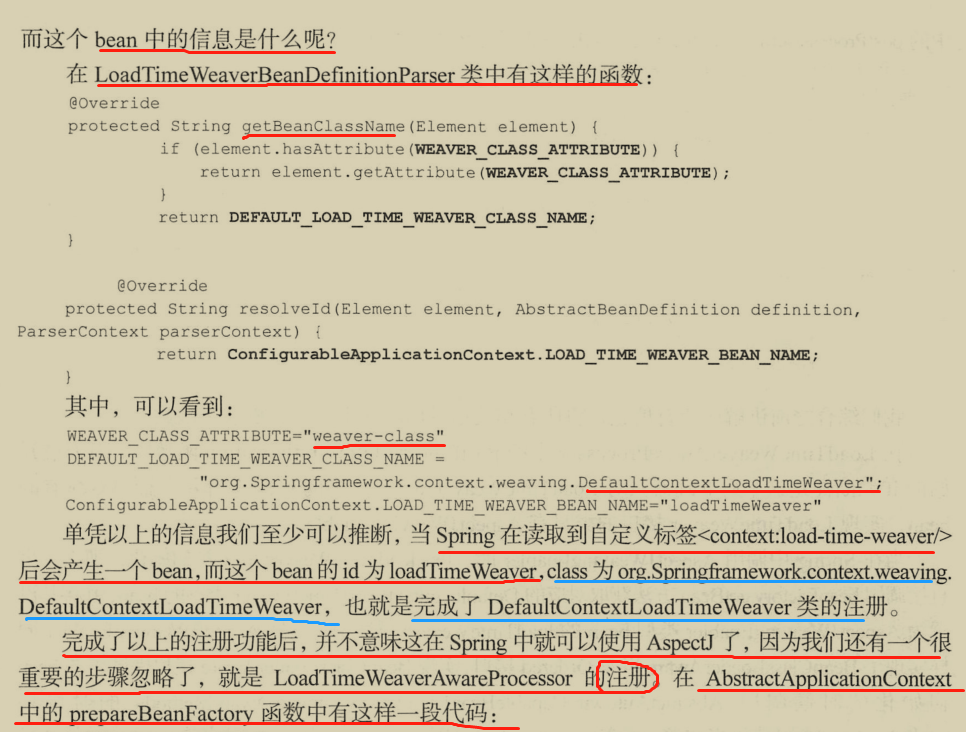 而这个 bean 中的信息是什么呢?
在 LoadTimeWeaverBeanDefinitionParser 类中有这样的函数：
@Override
protected String getBeanClassName(Element element) {
if (element.hasAttribute(WEAVER_CLASS_ATTRIBUTE)) {
return element.getAttribute(WEAVER_CLASS_ATTRIBUTE);
}
return DEFAULT_LOAD_TIME_WEAVER_CLASS_NAME;
}
@Override
protected String resolveId(Element element, AbstractBeanDefinition definition,
ParserContext parserContext) {
return ConfigurableApplicationContext.LOAD_TIME_WEAVER_BEAN_NAME;
}
其中，可以看到：
WEAVER_CLASS_ATTRIBUTE="weaver-class"
DEFAULT_LOAD_TIME_WEAVER_CLASS_NAME =
"org.Springframework.context.weaving.DefaultContextLoadTimeWeaver";
ConfigurableApplicationContext.LOAD_TIME_WEAVER_BEAN_NAME="loadTimeWeaver"
单凭以上的信息我们至少可以推断，当 Spring 在读取到自定义标签<context:load-time-weaver/>
后会产生一个 bean,而这个 bean 的 id 为 loadTimeWeaver,class 为 org.Springframework.context.weaving.
DefaultContextLoadTimeWeaver，也就是完成了 DefaultContextLoadTimeWeaver 类的注册。
完成了以上的注册功能后，并不意味这在 Spring 中就可以使用 AspectJ 了，因为我们还有一个很
重要的步骤忽略了，就是 LoadTimeWeaverAwareProcessor 的注册。在 AbstractApplicationContext
中的 prepareBeanFactory 函数中有这样一段代码：